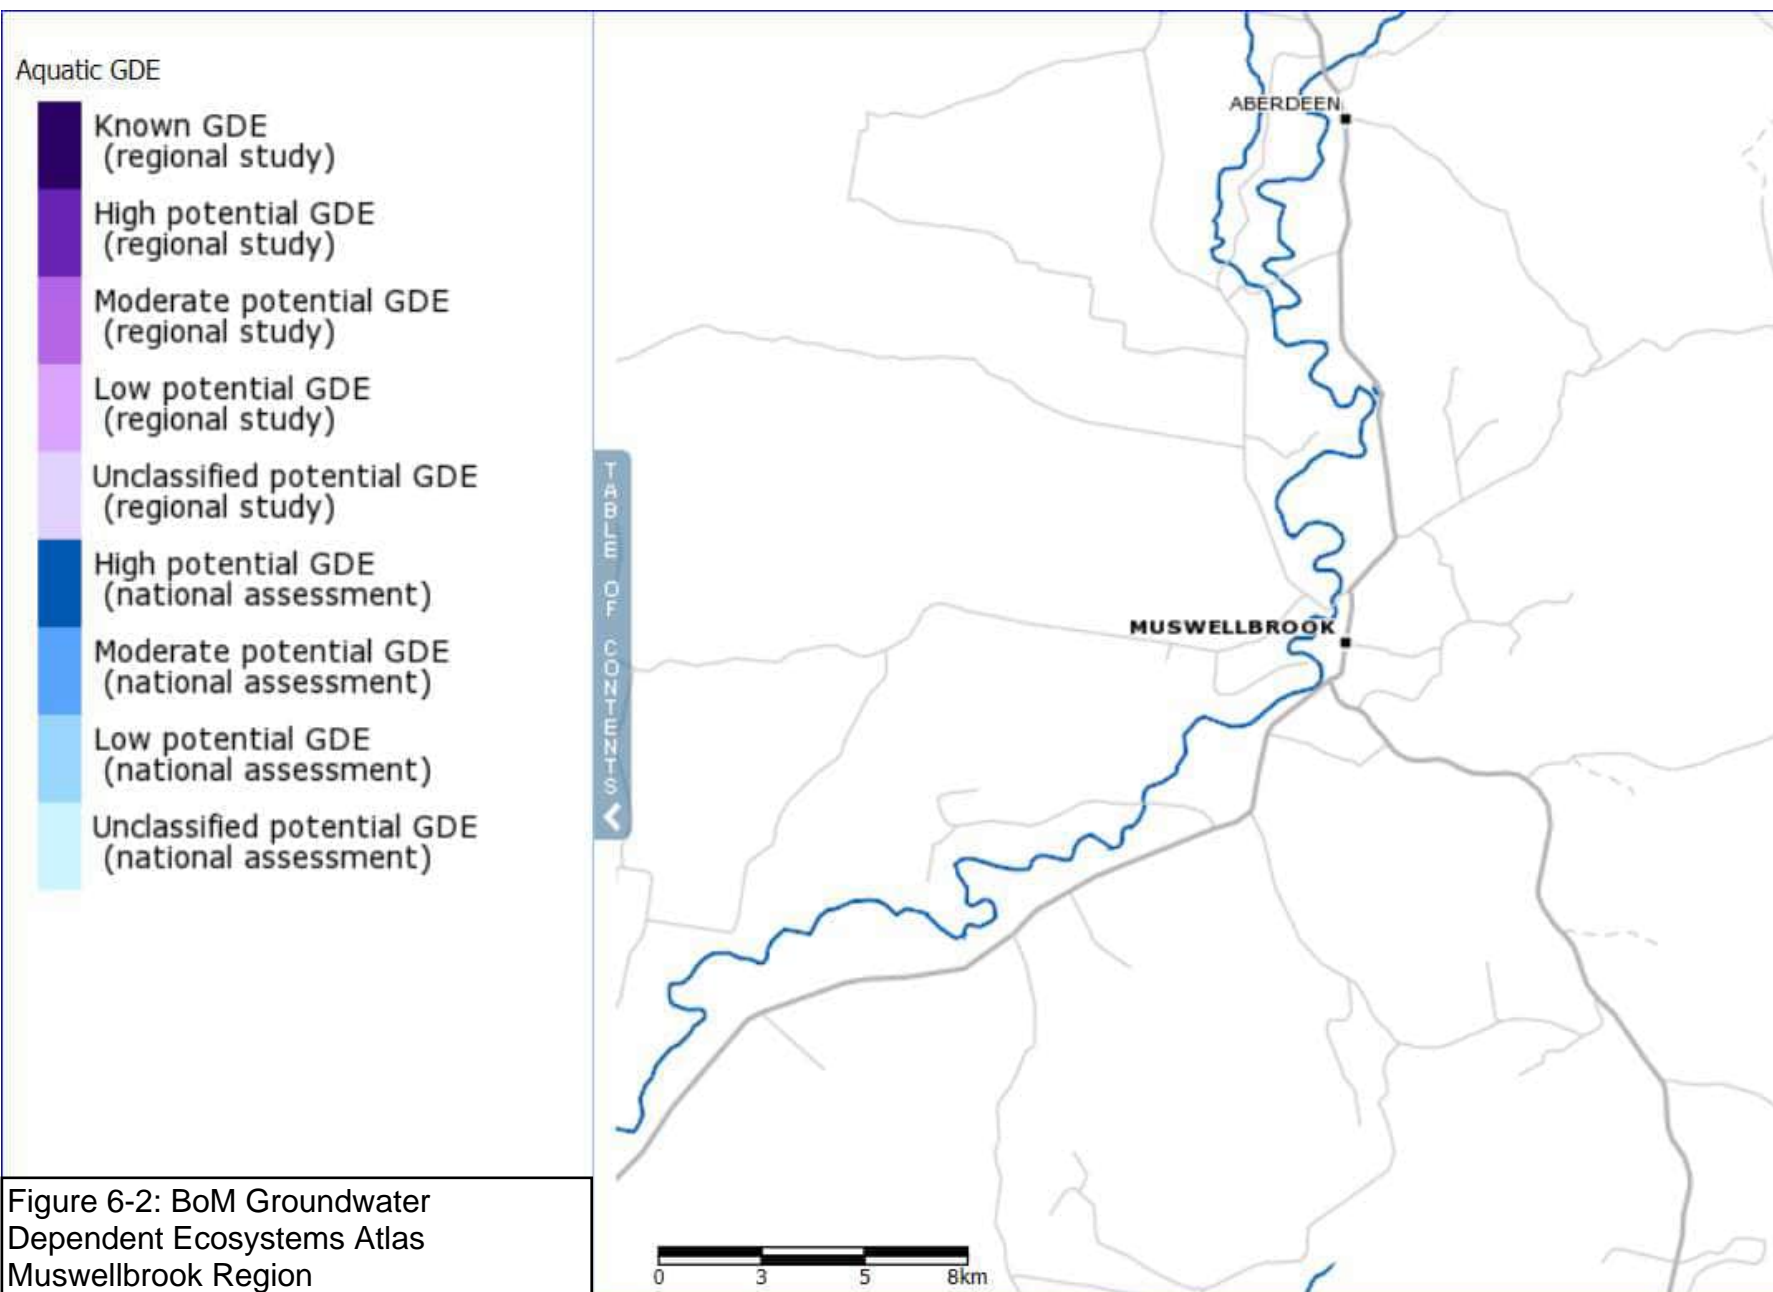 Aquatic GDE
Known GDE
(regional study)
High potential GDE
(regional study)
Moderate potential GDE
(regional study)
Low potential GDE
(regional study)
Unclassified potential GDE
(regional study)
High potential GDE
(national assessment)
Moderate potential GDE
(national assessment)
Low potential GDE
(national assessment)
Unclassified potential GDE
(national assessment)
TABLE OF CONTENTS
ABERDEEN
MUSWELLBROOK
0 3 5 8km
Figure 6-2: BoM Groundwater
Dependent Ecosystems Atlas
Muswellbrook Region